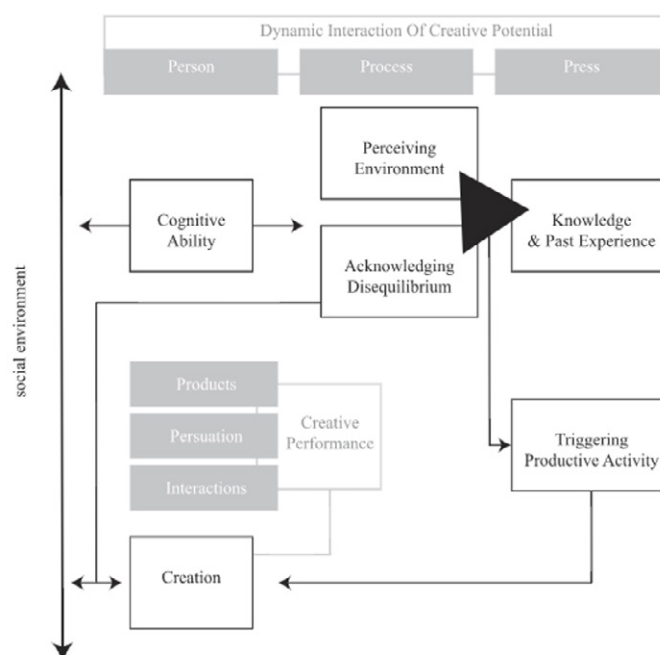 Dynamic Interaction Of Creative Potential
Person
Process
Press
Perceiving
Environment
Cognitive
Ability
Knowledge
& Past Experience
Acknowledging
Disequilibrium
social environment
Products
Persuation
Interactions
Creative
Performance
Triggering
Productive Activity
Creation